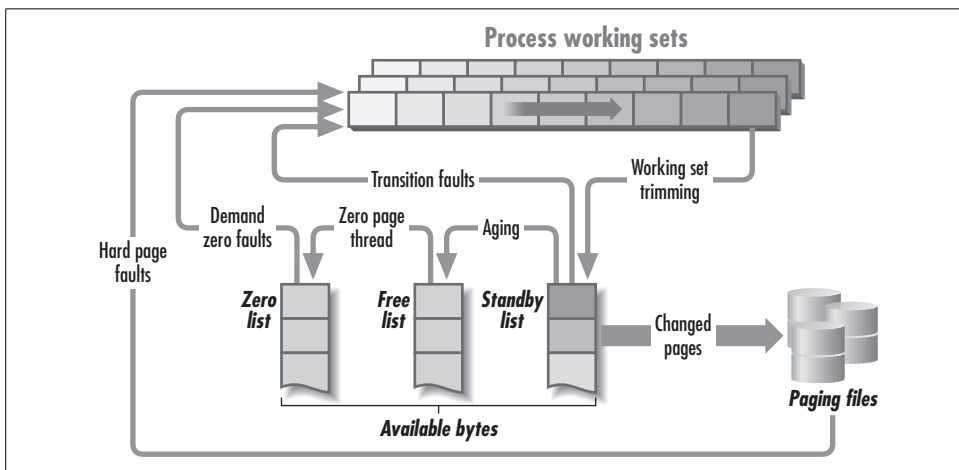 Process working sets
Transition faults
Working set
trimming
Hard page
faults
Demand
zero faults
Zero page
thread
Aging
Zero
list
Free
list
Standby
list
Changed
pages
Paging files
Available bytes